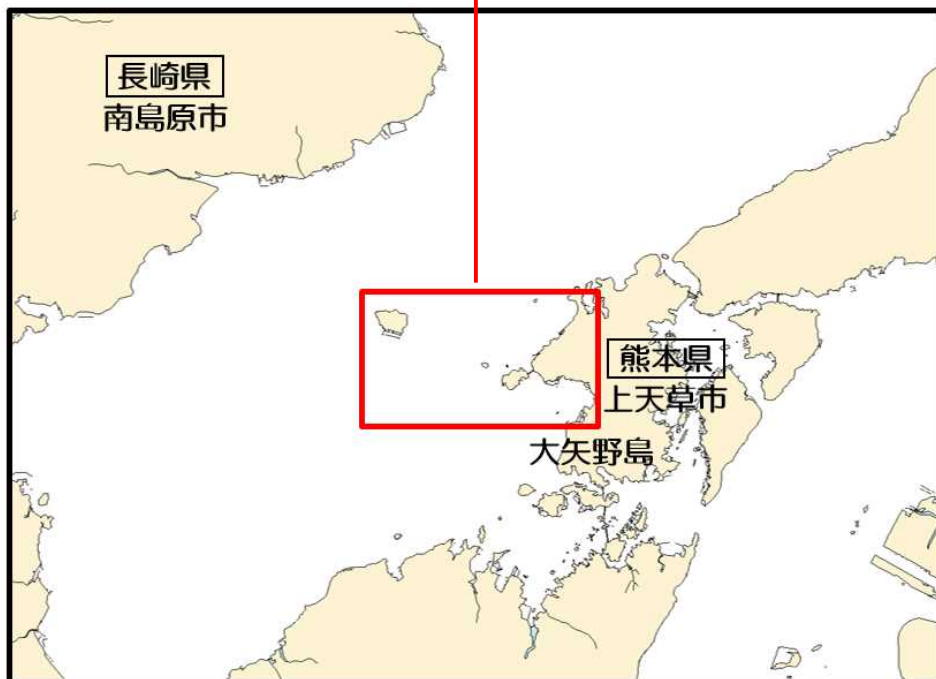 長崎県
南島原市
熊本県
上天草市
大矢野島